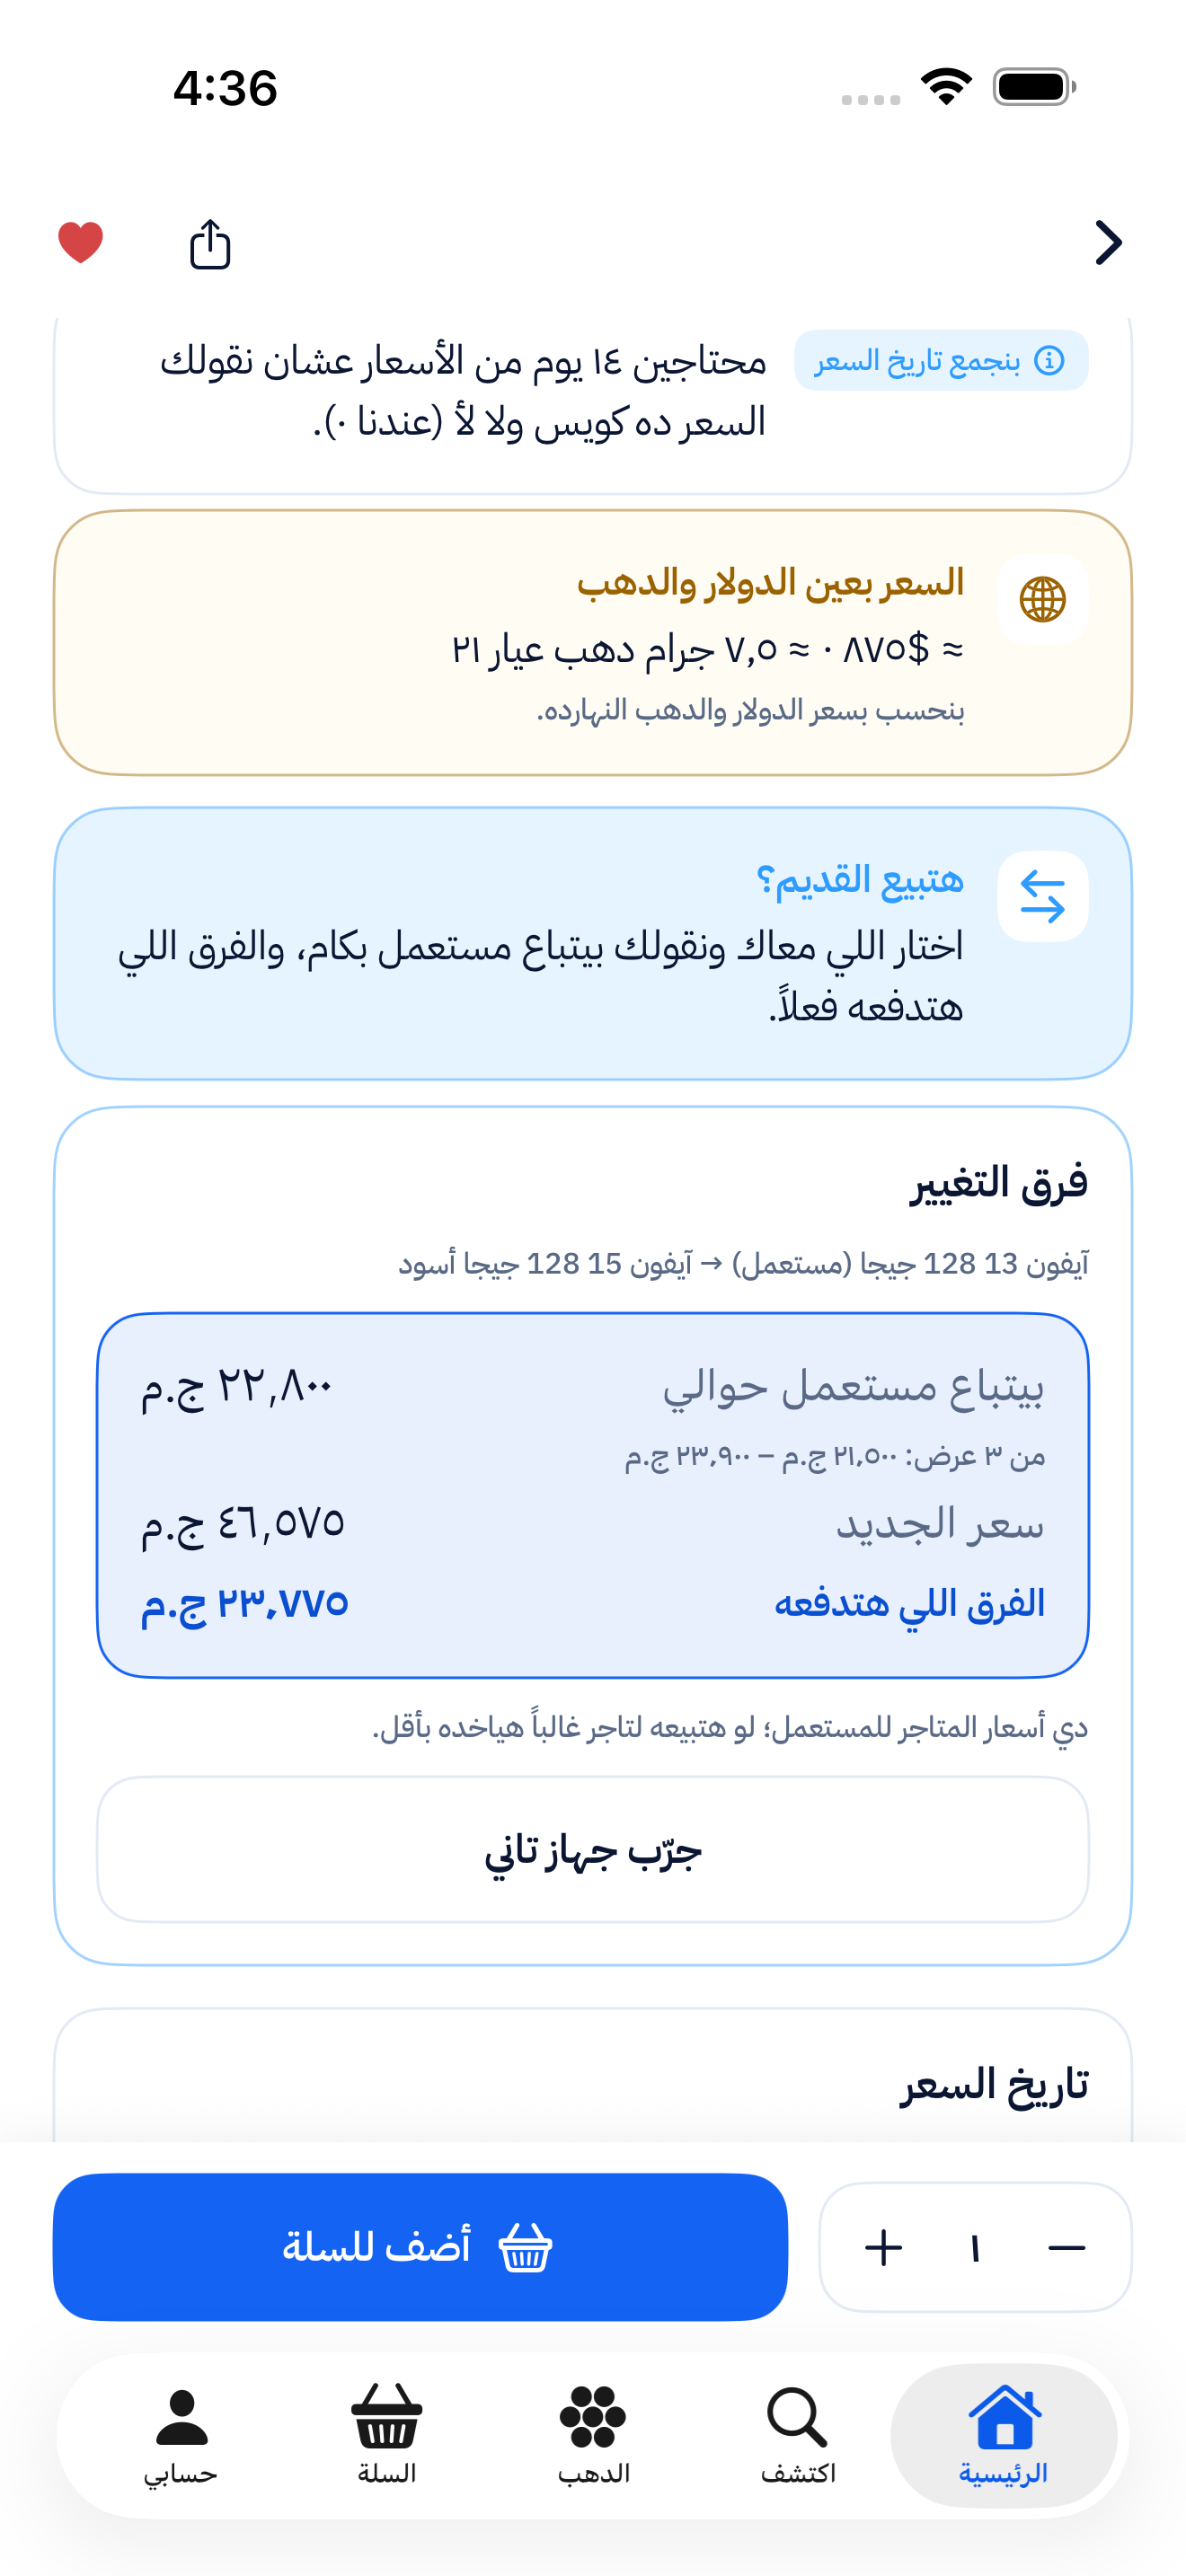 4:36
بنجمع تاريخ السعر
محتاجين ١٤ يوم من الأسعار عشان نقولك
السعر ده كويس ولا لأ (عندنا ٠).
السعر بعين الدولار والدهب
≈ $٨٧٥ · ≈ ٧,٥ جرام دهب عيار ٢١
بنحسب بسعر الدولار والدهب النهارده.
هتبيع القديم؟
اختار اللي معاك ونقولك بيتباع مستعمل بكام، والفرق اللي
هتدفعه فعلاً.
فرق التغيير
آيفون 13 128 جيجا (مستعمل) → آيفون 15 128 جيجا أسود
بيتباع مستعمل حوالي ٢٢,٨٠٠ ج.م
من ٣ عرض: ٢١,٥٠٠ ج.م – ٢٣,٩٠٠ ج.م
سعر الجديد ٤٦,٥٧٥ ج.م
الفرق اللي هتدفعه ٢٣,٧٧٥ ج.م
دي أسعار المتاجر للمستعمل؛ لو هتبيعه لتاجر غالباً هياخده بأقل.
جرّب جهاز تاني
تاريخ السعر
− ١ +
أضف للسلة
الرئيسية
اكتشف
الدهب
السلة
حسابي